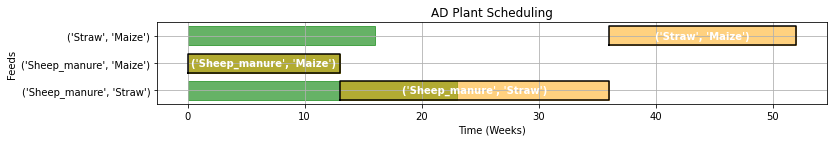 AD Plant Scheduling
Feeds
('Straw', 'Maize')
('Straw', 'Maize')
('Sheep_manure', 'Maize')
('Sheep_manure', 'Maize')
('Sheep_manure', 'Straw')
('Sheep_manure', 'Straw')
0 10 20 30 40 50
Time (Weeks)